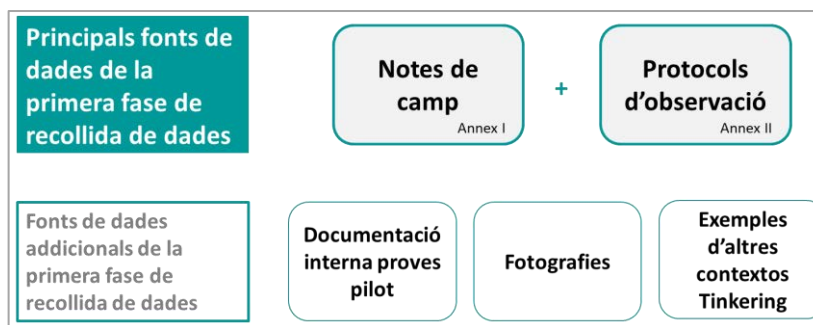 Principals fonts de
dades de la
primera fase de
recollida de dades
Notes de
camp
Annex I
+
Protocols
d'observació
Annex II
Fonts de dades
addicionals de la
primera fase de
recollida de dades
Documentació
interna proves
pilot
Fotografies
Exemples
d'altres
contextos
Tinkering